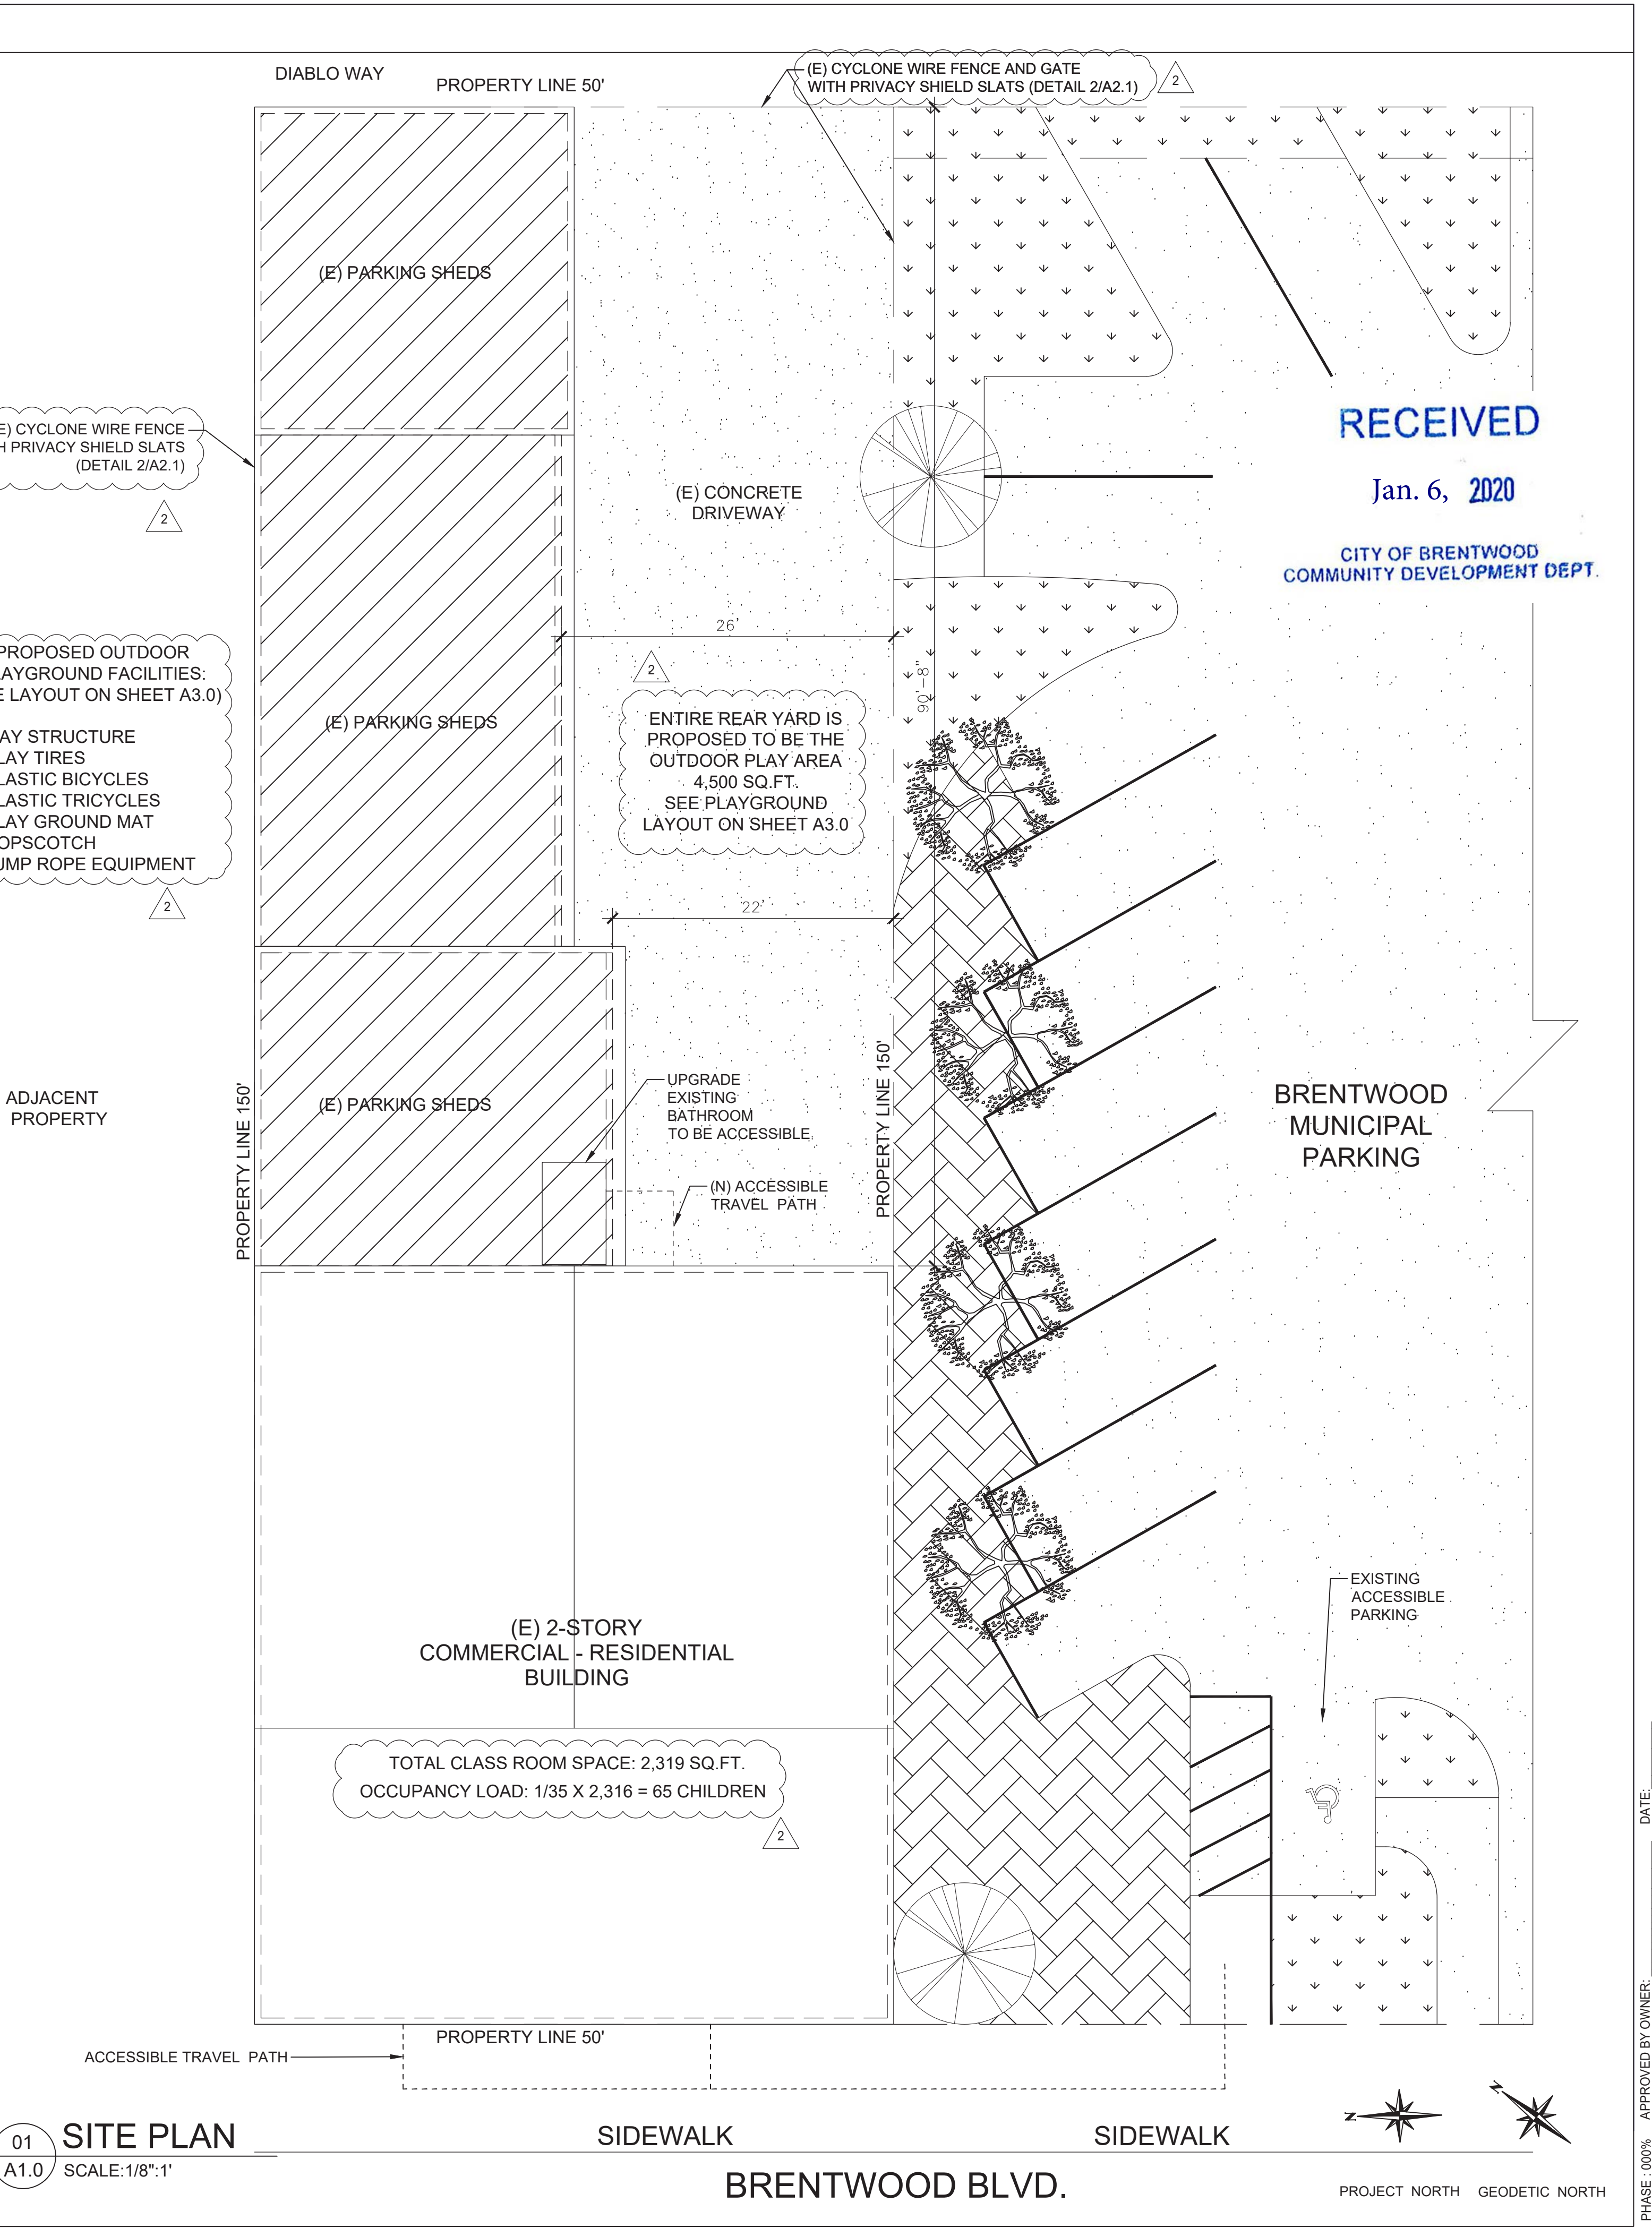 DIABLO WAY
PROPERTY LINE 50'
(E) CYCLONE WIRE FENCE AND GATE
WITH PRIVACY SHIELD SLATS (DETAIL 2/A2.1)
2
(E) PARKING SHEDS
RECEIVED
Jan. 6, 2020
CITY OF BRENTWOOD
COMMUNITY DEVELOPMENT DEPT.
E) CYCLONE WIRE FENCE
H PRIVACY SHIELD SLATS
(DETAIL 2/A2.1)
2
(E) CONCRETE
DRIVEWAY
26'
90'-8"
PROPOSED OUTDOOR
AYGROUND FACILITIES:
E LAYOUT ON SHEET A3.0)
AY STRUCTURE
LAY TIRES
LASTIC BICYCLES
LASTIC TRICYCLES
LAY GROUND MAT
OPSCOTCH
UMP ROPE EQUIPMENT
2
(E) PARKING SHEDS
2
ENTIRE REAR YARD IS
PROPOSED TO BE THE
OUTDOOR PLAY AREA
4,500 SQ.FT.
SEE PLAYGROUND
LAYOUT ON SHEET A3.0
22'
ADJACENT
PROPERTY
PROPERTY LINE 150'
(E) PARKING SHEDS
UPGRADE
EXISTING
BATHROOM
TO BE ACCESSIBLE
(N) ACCESSIBLE
TRAVEL PATH
PROPERTY LINE 150'
BRENTWOOD
MUNICIPAL
PARKING
(E) 2-STORY
COMMERCIAL - RESIDENTIAL
BUILDING
EXISTING
ACCESSIBLE
PARKING
TOTAL CLASS ROOM SPACE: 2,319 SQ.FT.
OCCUPANCY LOAD: 1/35 X 2,316 = 65 CHILDREN
2
PROPERTY LINE 50'
ACCESSIBLE TRAVEL PATH
01
A1.0
SITE PLAN
SCALE:1/8":1'
SIDEWALK
SIDEWALK
BRENTWOOD BLVD.
N
PROJECT NORTH
N
GEODETIC NORTH
PHASE : 000%
APPROVED BY OWNER:
DATE: